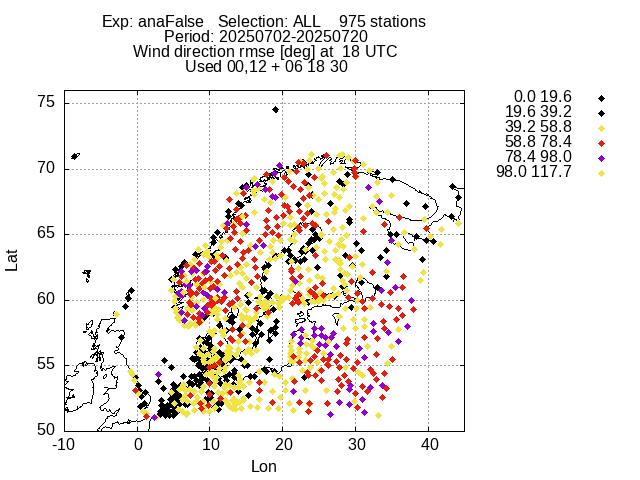 Exp: anaFalse   Selection: ALL    975 stations
Period: 20250702-20250720
Wind direction rmse [deg] at  18 UTC
Used 00,12 + 06 18 30
0.0 19.6
19.6 39.2
39.2 58.8
58.8 78.4
78.4 98.0
98.0 117.7
75
70
65
60
55
50
Lat
-10 0 10 20 30 40
Lon